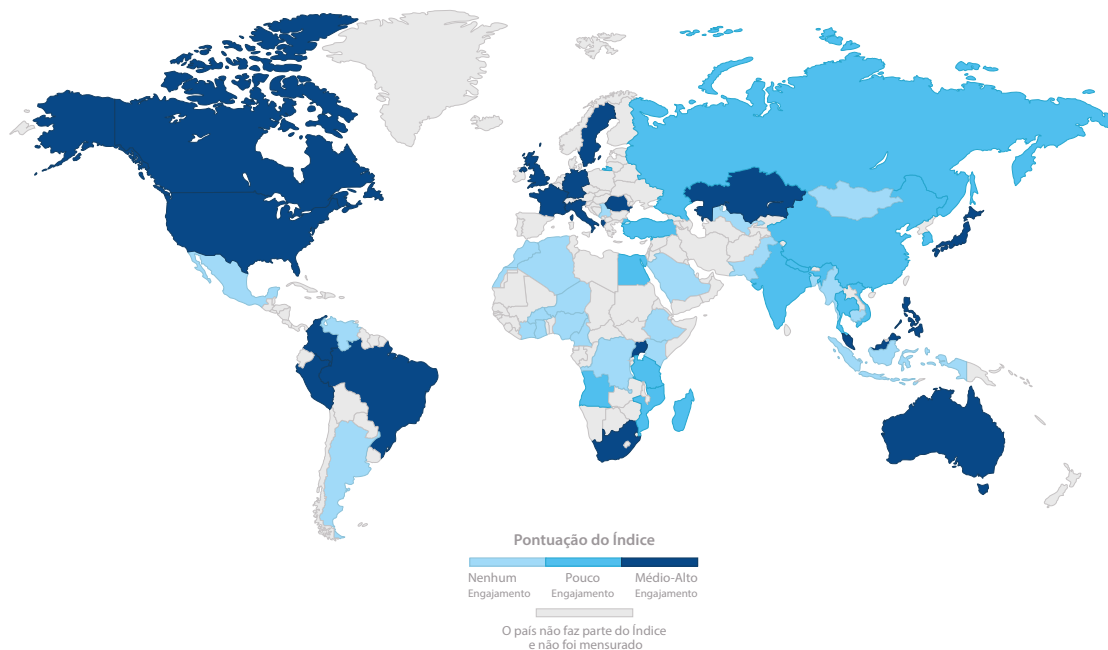 Pontuação do Índice
Nenhum Pouco Médio-Alto
Engajamento Engajamento Engajamento
O país não faz parte do Índice
e não foi mensurado